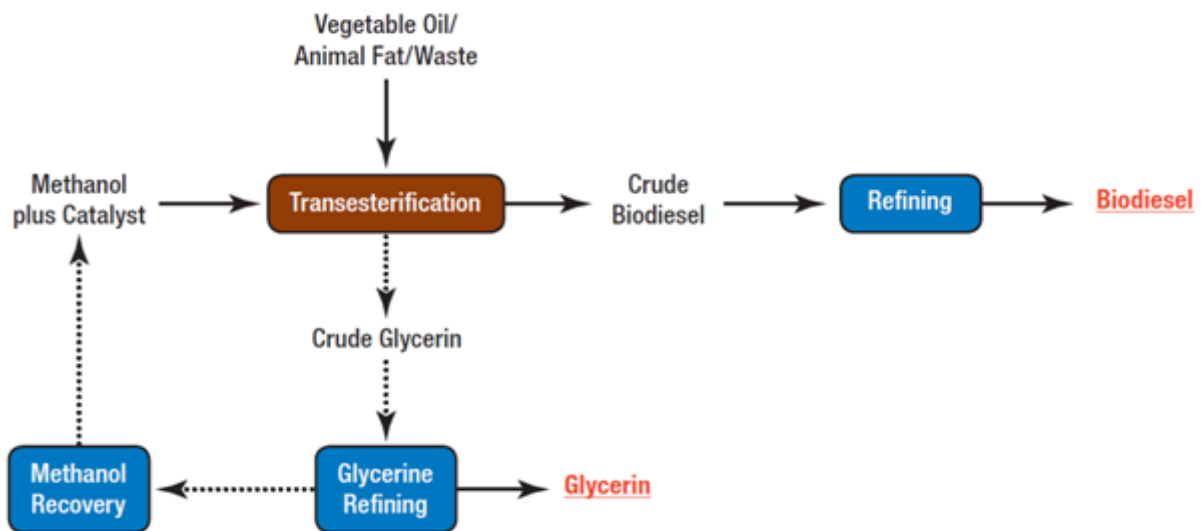 Vegetable Oil/
Animal Fat/Waste
Methanol
plus Catalyst
Transesterification
Crude
Biodiesel
Refining
Biodiesel
Crude Glycerin
Methanol
Recovery
Glycerine
Refining
Glycerin